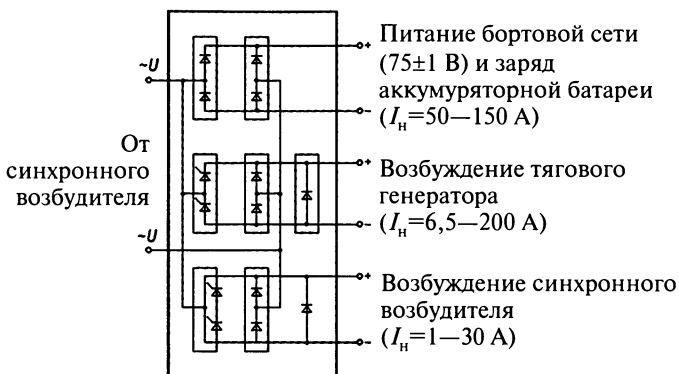 ~U
От
синхронного
возбудителя
~U
+
Питание бортовой сети
(75±1 В) и заряд
аккумуряторной батареи
−
(Iн=50—150 А)
+
Возбуждение тягового
генератора
−
(Iн=6,5—200 А)
+
Возбуждение синхронного
возбудителя
−
(Iн=1—30 А)